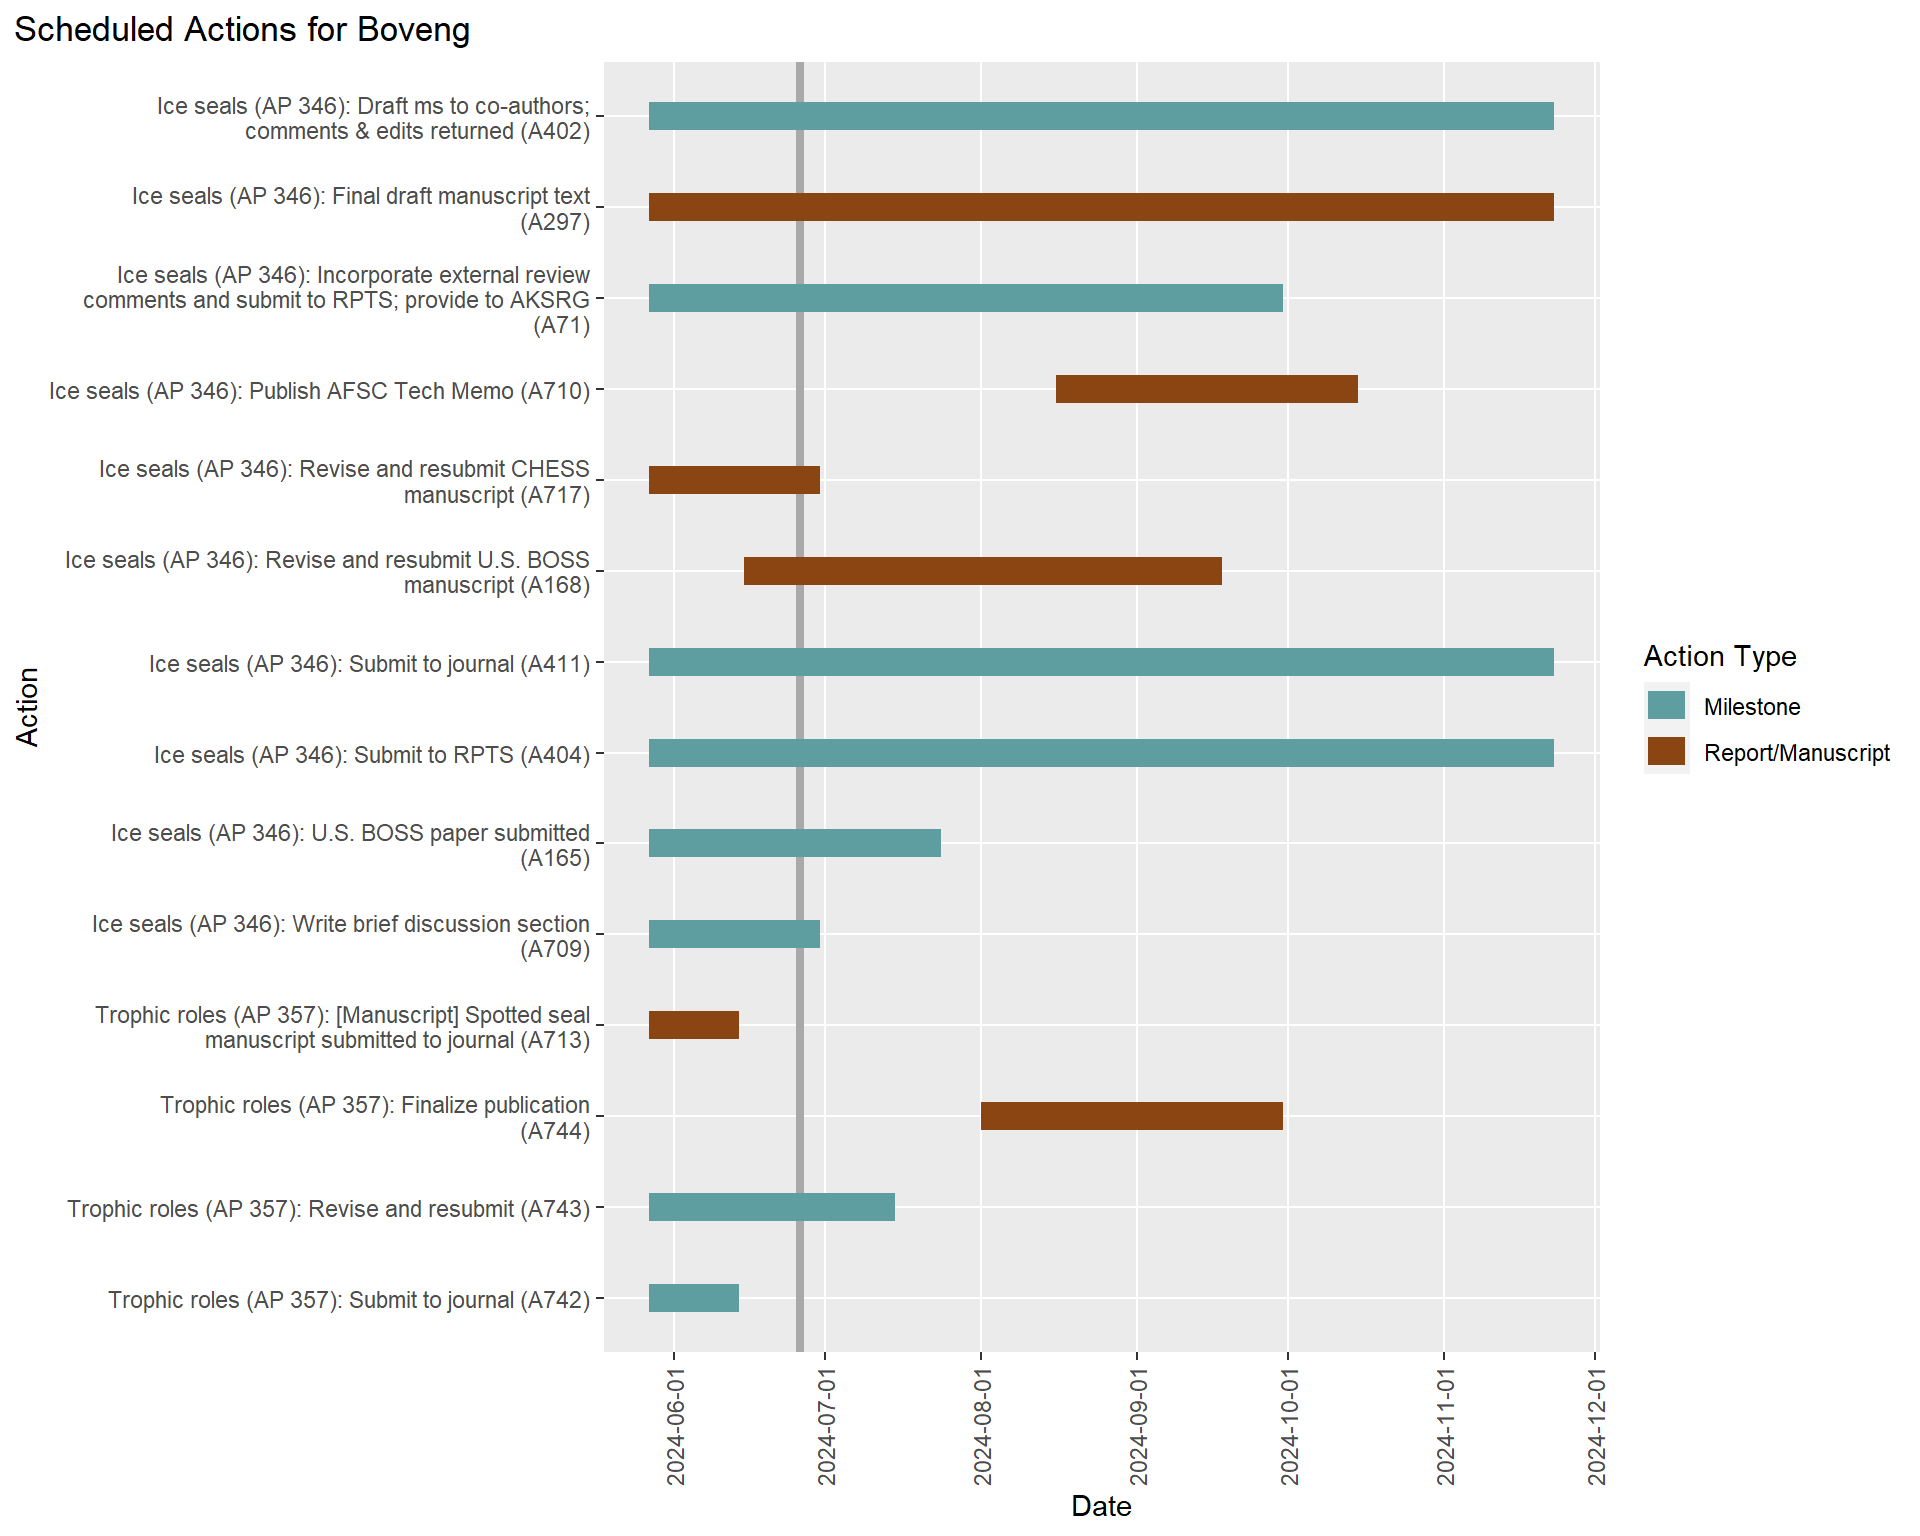 Scheduled Actions for Boveng
Ice seals (AP 346): Draft ms to co-authors;
comments & edits returned (A402)
Ice seals (AP 346): Final draft manuscript text
(A297)
Ice seals (AP 346): Incorporate external review
comments and submit to RPTS; provide to AKSRG
(A71)
Ice seals (AP 346): Publish AFSC Tech Memo (A710)
Ice seals (AP 346): Revise and resubmit CHESS
manuscript (A717)
Ice seals (AP 346): Revise and resubmit U.S. BOSS
manuscript (A168)
Ice seals (AP 346): Submit to journal (A411)
Ice seals (AP 346): Submit to RPTS (A404)
Ice seals (AP 346): U.S. BOSS paper submitted
(A165)
Ice seals (AP 346): Write brief discussion section
(A709)
Trophic roles (AP 357): [Manuscript] Spotted seal
manuscript submitted to journal (A713)
Trophic roles (AP 357): Finalize publication
(A744)
Trophic roles (AP 357): Revise and resubmit (A743)
Trophic roles (AP 357): Submit to journal (A742)
Action
2024-06-01
2024-07-01
2024-08-01
2024-09-01
2024-10-01
2024-11-01
2024-12-01
Date
Action Type
Milestone
Report/Manuscript